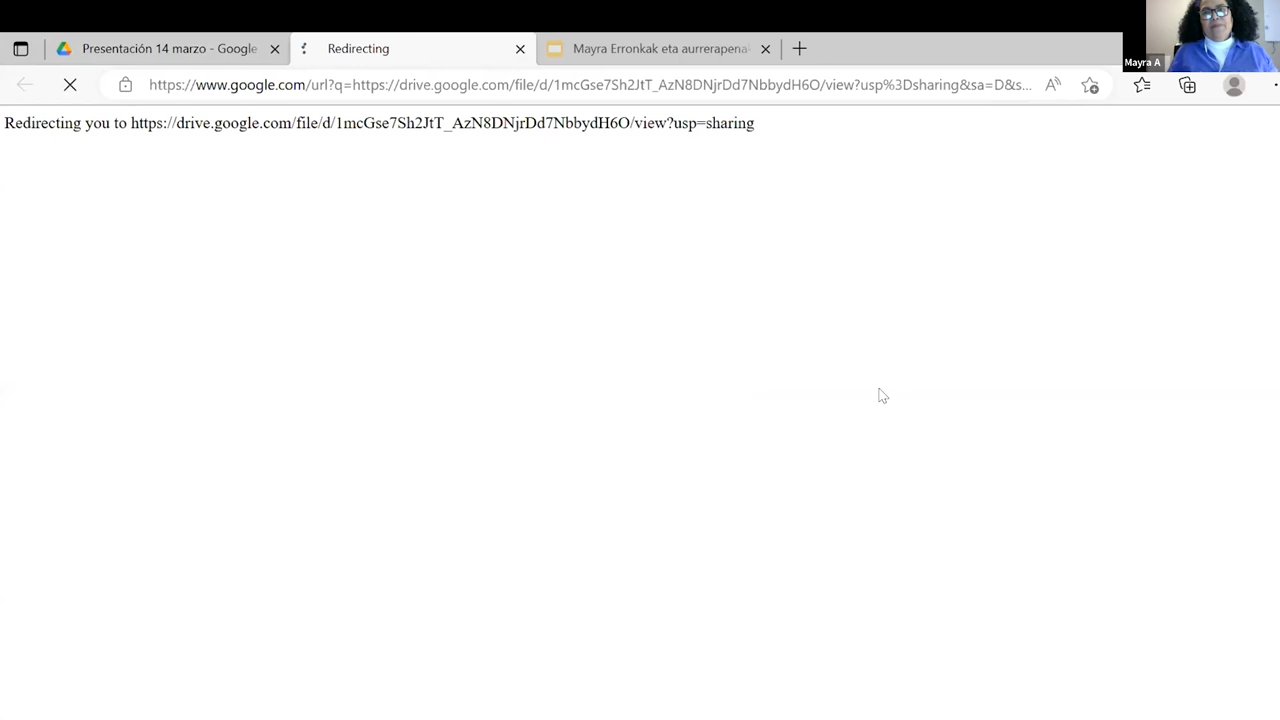 Mayra A
Presentación 14 marzo - Google
Redirecting
Mayra Erronkak eta aurrerapena
https://www.google.com/url?q=https://drive.google.com/file/d/1mcGse7Sh2JtT_AzN8DNjrDd7NbbydH6O/view?usp%3Dsharing&sa=D&s...
Redirecting you to https://drive.google.com/file/d/1mcGse7Sh2JtT_AzN8DNjrDd7NbbydH6O/view?usp=sharing